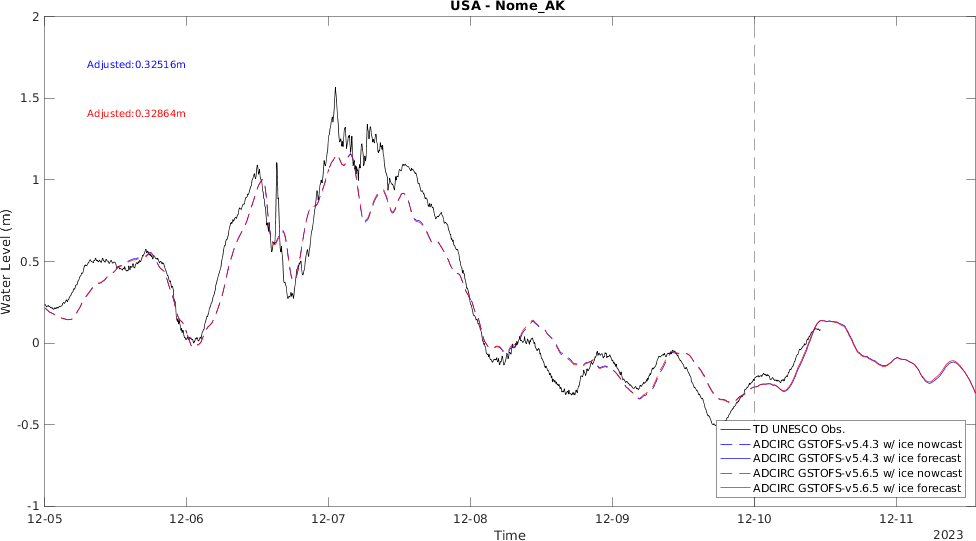 USA - Nome_AK
2
1.5
1
0.5
0
-0.5
-1
Water Level (m)
Adjusted:0.32516m
Adjusted:0.32864m
TD UNESCO Obs.
ADCIRC GSTOFS-v5.4.3 w/ ice nowcast
ADCIRC GSTOFS-v5.4.3 w/ ice forecast
ADCIRC GSTOFS-v5.6.5 w/ ice nowcast
ADCIRC GSTOFS-v5.6.5 w/ ice forecast
12-05 12-06 12-07 12-08 12-09 12-10 12-11
Time
2023